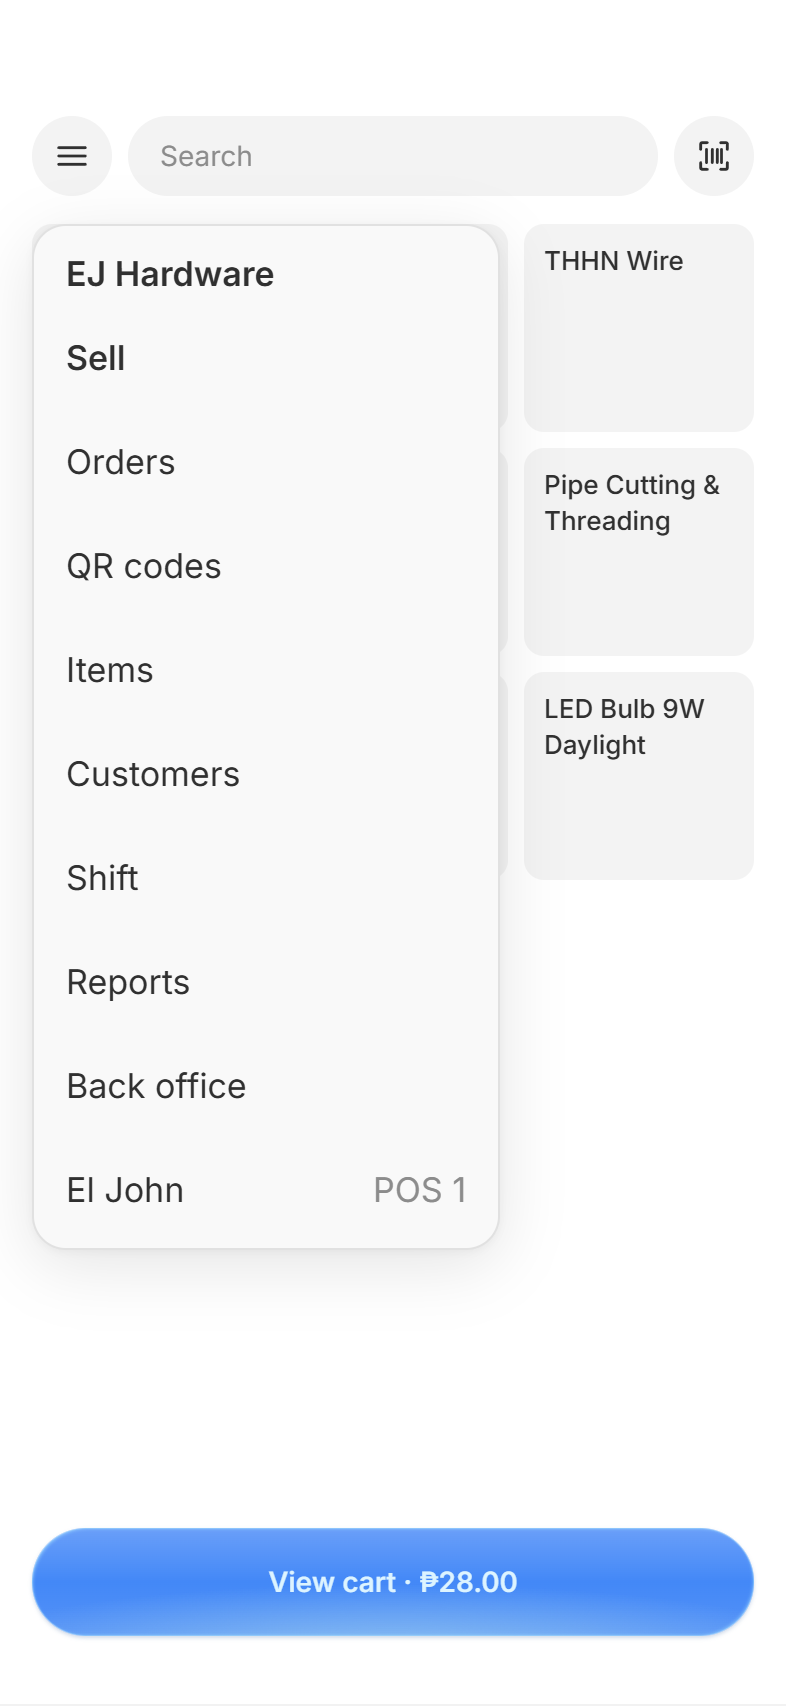 Search
EJ Hardware
Sell
Orders
QR codes
Items
Customers
Shift
Reports
Back office
El John POS 1
THHN Wire
Pipe Cutting &
Threading
LED Bulb 9W
Daylight
View cart · ₱28.00